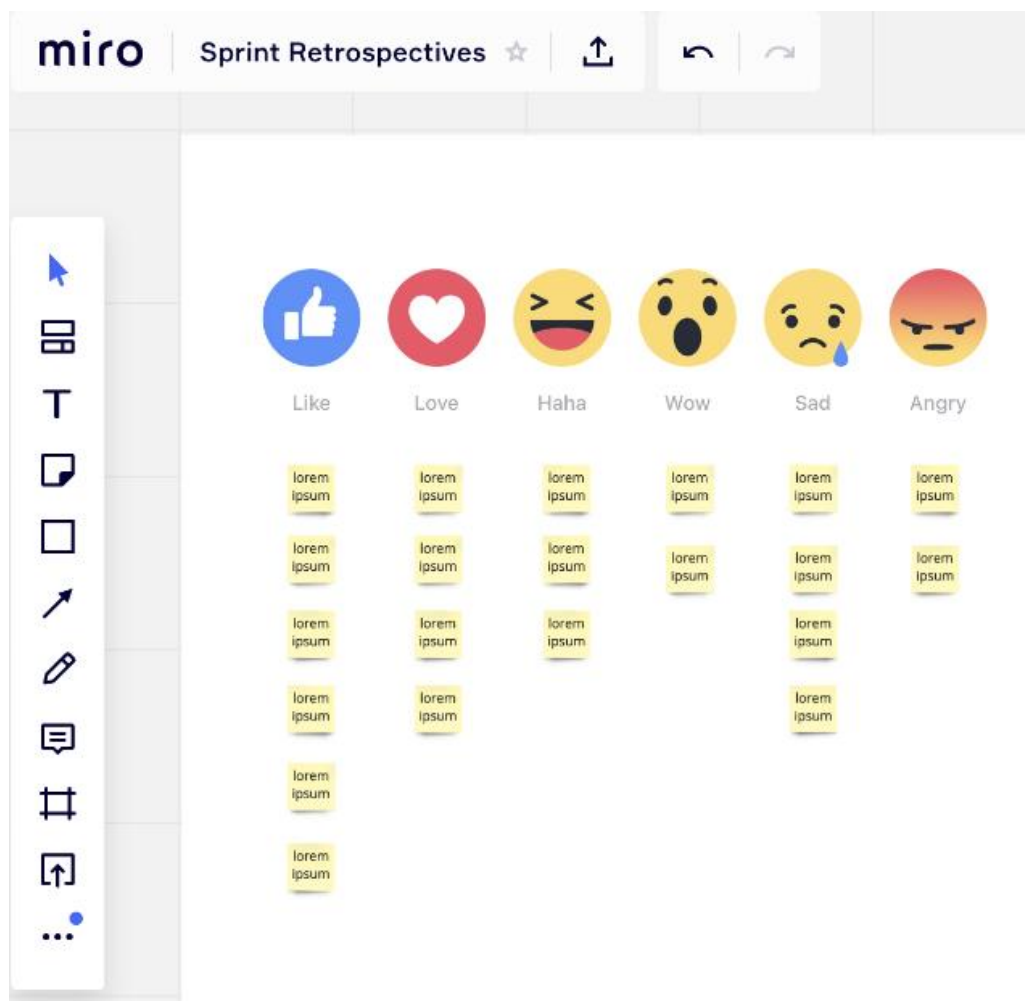 miro
Sprint Retrospectives
T
Like Love Haha Wow Sad Angry
lorem lorem lorem lorem lorem lorem
ipsum ipsum ipsum ipsum ipsum ipsum
lorem lorem lorem lorem lorem lorem
ipsum ipsum ipsum ipsum ipsum ipsum
lorem lorem lorem lorem
ipsum ipsum ipsum ipsum
lorem lorem lorem
ipsum ipsum ipsum
lorem
ipsum
lorem
ipsum